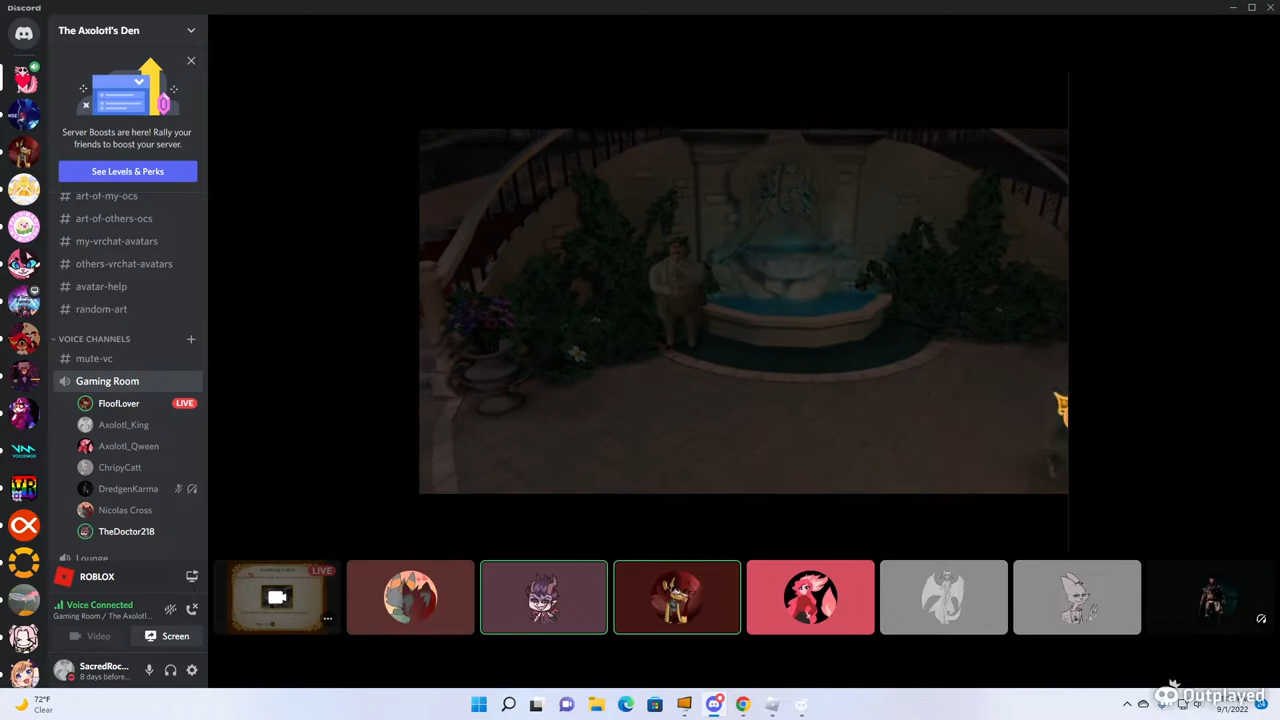 Discord
The Axolotl's Den
Server Boosts are here! Rally your
friends to boost your server.
See Levels & Perks
# art-of-my-ocs
# art-of-others-ocs
# my-vrchat-avatars
# others-vrchat-avatars
# avatar-help
# random-art
VOICE CHANNELS
# mute-vc
Gaming Room
FloofLover LIVE
Axolotl_King
Axolotl_Qween
ChripyCatt
DredgenKarma
Nicolas Cross
TheDoctor218
Lounge
ROBLOX
Voice Connected
Gaming Room / The Axolotl...
Video
Screen
SacredRoc...
8 days before...
LIVE
72°F
Clear
9/1/2022
24
Outplayed
VOICEMOD
VR